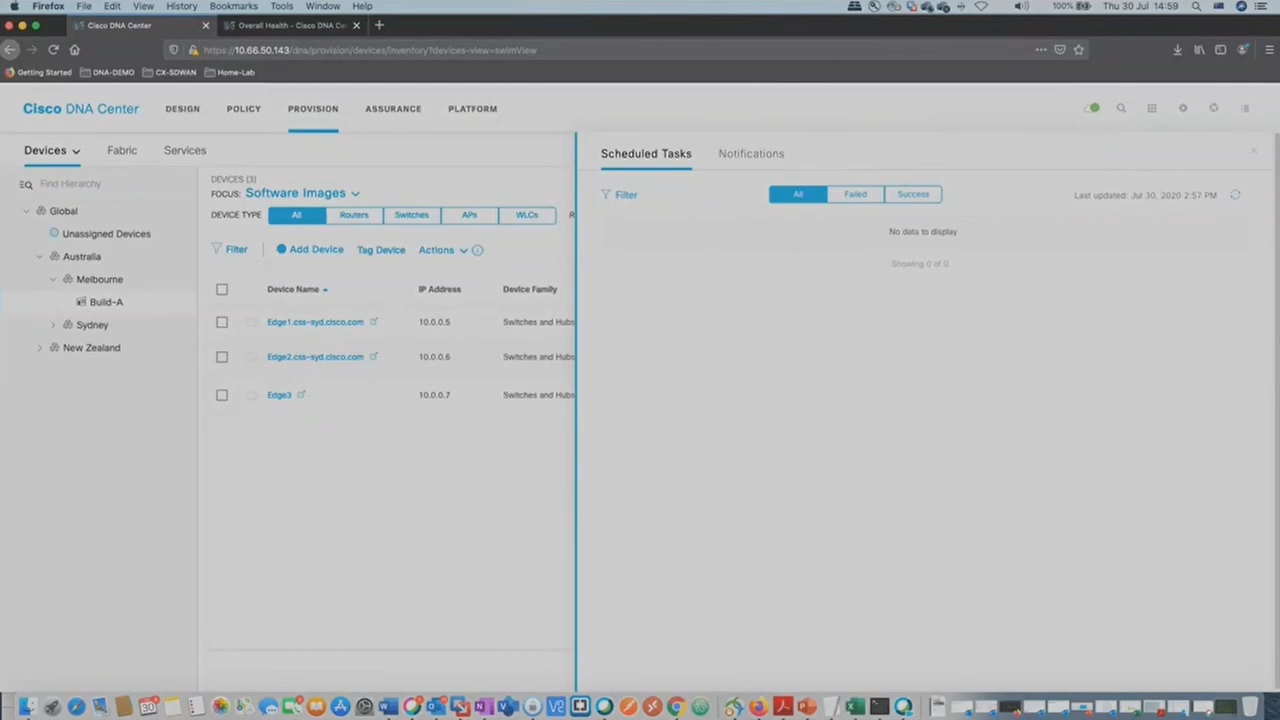 Firefox File Edit View History Bookmarks Tools Window Help 100% Thu 30 Jul 14:59
Cisco DNA Center Overall Health - Cisco DNA Ce
https://10.66.50.143/dna/provision/devices/inventory?devices-view=swimView
Getting Started DNA-DEMO CX-SDWAN Home-Lab
Cisco DNA Center DESIGN POLICY PROVISION ASSURANCE PLATFORM
Devices Fabric Services
Find Hierarchy
Global
Unassigned Devices
Australia
Melbourne
Build-A
Sydney
New Zealand
DEVICES (3)
FOCUS: Software Images
DEVICE TYPE All Routers Switches APs WLCs R
Filter Add Device Tag Device Actions
Device Name IP Address Device Family
Edge1.css-syd.cisco.com 10.0.0.5 Switches and Hubs
Edge2.css-syd.cisco.com 10.0.0.6 Switches and Hubs
Edge3 10.0.0.7 Switches and Hubs
Scheduled Tasks Notifications
Filter All Failed Success Last updated: Jul 30, 2020 2:57 PM
No data to display
Showing 0 of 0
30